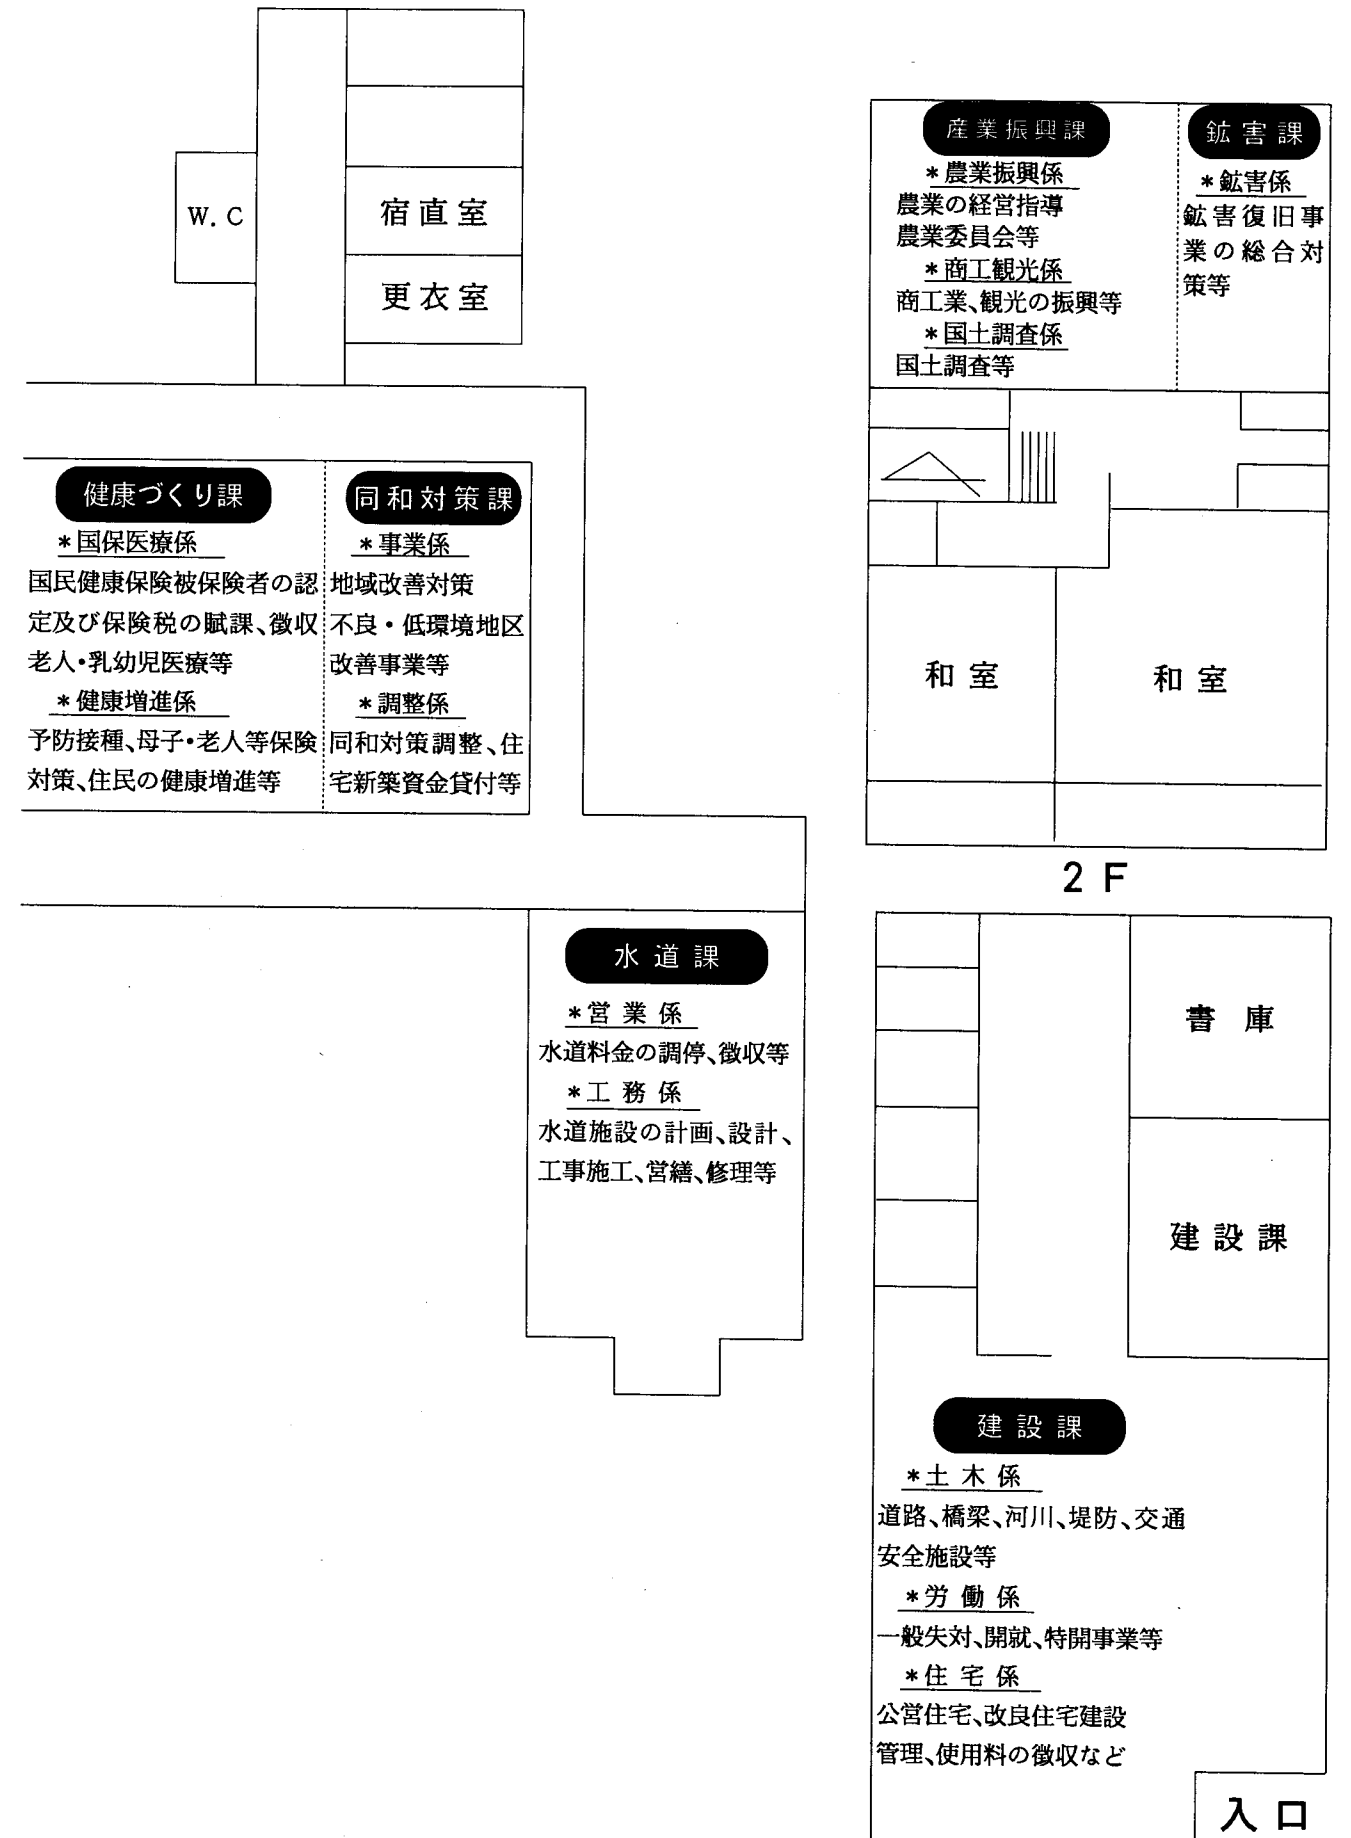 W.C
宿直室
更衣室
健康づくり課
＊国保医療係
国民健康保険被保険者の認
定及び保険税の賦課、徴収
老人・乳幼児医療等
＊健康増進係
予防接種、母子・老人等保険
対策、住民の健康増進等
同和対策課
＊事業係
地域改善対策
不良・低環境地区
改善事業等
＊調整係
同和対策調整、住
宅新築資金貸付等
水道課
＊営業係
水道料金の調停、徴収等
＊工務係
水道施設の計画、設計、
工事施工、営繕、修理等
産業振興課
＊農業振興係
農業の経営指導
農業委員会等
＊商工観光係
商工業、観光の振興等
＊国土調査係
国土調査等
鉱害課
＊鉱害係
鉱害復旧事
業の総合対
策等
和室
和室
2F
書庫
建設課
建設課
＊土木係
道路、橋梁、河川、堤防、交通
安全施設等
＊労働係
一般失対、開就、特開事業等
＊住宅係
公営住宅、改良住宅建設
管理、使用料の徴収など
入口